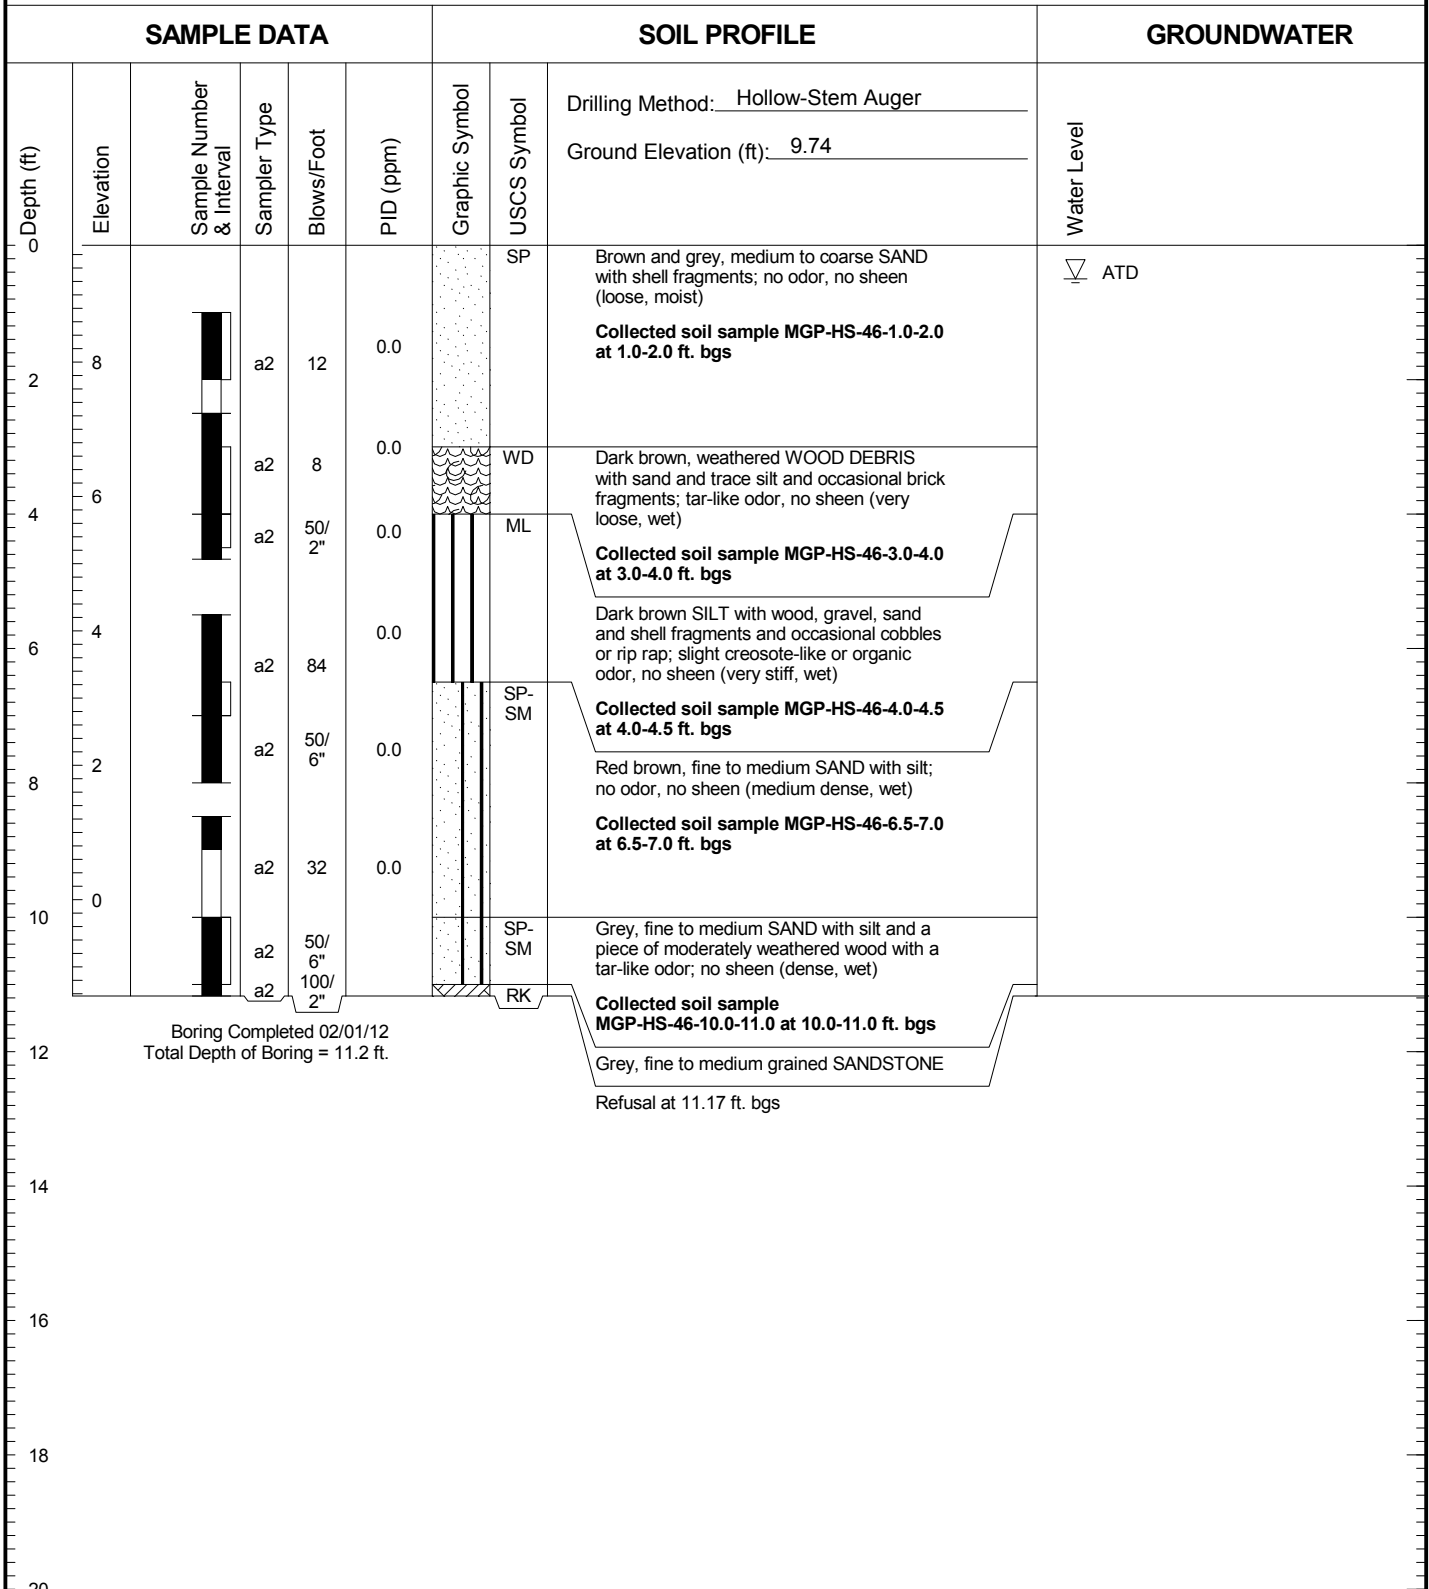 SAMPLE DATA
SOIL PROFILE
GROUNDWATER
Depth (ft)
Elevation
Sample Number
& Interval
Sampler Type
Blows/Foot
PID (ppm)
Graphic Symbol
USCS Symbol
Drilling Method: Hollow-Stem Auger
Ground Elevation (ft): 9.74
Water Level
0
2
4
6
8
10
12
14
16
18
20
8
6
4
2
0
a2 12 0.0
a2 8 0.0
a2 50/
2" 0.0
a2 84 0.0
a2 50/
6" 0.0
a2 32 0.0
a2 50/
6"
a2 100/
2"
SP
Brown and grey, medium to coarse SAND
with shell fragments; no odor, no sheen
(loose, moist)
Collected soil sample MGP-HS-46-1.0-2.0
at 1.0-2.0 ft. bgs
ATD
WD
Dark brown, weathered WOOD DEBRIS
with sand and trace silt and occasional brick
fragments; tar-like odor, no sheen (very
loose, wet)
Collected soil sample MGP-HS-46-3.0-4.0
at 3.0-4.0 ft. bgs
ML
Dark brown SILT with wood, gravel, sand
and shell fragments and occasional cobbles
or rip rap; slight creosote-like or organic
odor, no sheen (very stiff, wet)
Collected soil sample MGP-HS-46-4.0-4.5
at 4.0-4.5 ft. bgs
SP-
SM
Red brown, fine to medium SAND with silt;
no odor, no sheen (medium dense, wet)
Collected soil sample MGP-HS-46-6.5-7.0
at 6.5-7.0 ft. bgs
SP-
SM
Grey, fine to medium SAND with silt and a
piece of moderately weathered wood with a
tar-like odor; no sheen (dense, wet)
Collected soil sample
MGP-HS-46-10.0-11.0 at 10.0-11.0 ft. bgs
RK
Grey, fine to medium grained SANDSTONE
Refusal at 11.17 ft. bgs
Boring Completed 02/01/12
Total Depth of Boring = 11.2 ft.